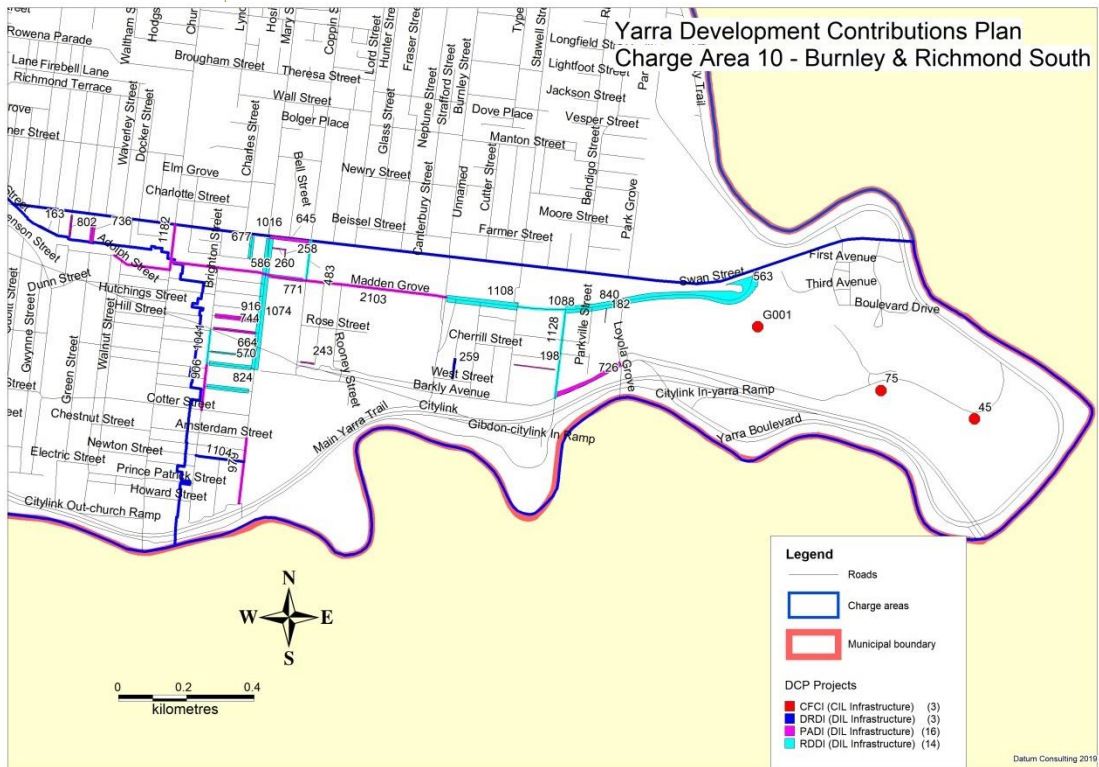 Yarra Development Contributions Plan
Charge Area 10 - Burnley & Richmond South
Rowena Parade
Brougham Street
Theresa Street
Longfield
Lane Firebell Lane
Richmond Terrace
Wall Street
Lightfoot Street
Jackson Street
Bolger Place
Dove Place
Vesper Street
Manton Street
Waverley Street
Docker Street
Charles Street
Lord Street
Hunter Street
Fraser Street
Glass Street
Neptune Street
Strafford Street
Burnley Street
Stawell Street
Elm Grove
Bell Street
Newry Street
Charlotte Street
Beissel Street
Canterbury Street
Unnamed
Cutter Street
Bendigo Street
Park Grove
Moore Street
Farmer Street
163
802
736
1182
677
1016
645
258
586
260
Adolph Street
Brighton Street
483
771
Madden Grove
2103
1108
1088
840
182
Swan Street
563
First Avenue
Third Avenue
Boulevard Drive
Dunn Street
Hutchings Street
Hill Street
916
744
1074
1041
664
570
Rose Street
Rooney Street
243
Cherrill Street
1128
198
Parkville Street
Loyola Grove
726
259
West Street
Barkly Avenue
G001
75
45
Gwynne Street
Green Street
Walnut Street
906
824
Cotter Street
Chestnut Street
Amsterdam Street
Citylink
Main Yarra Trail
Gibdon-citylink In Ramp
Citylink In-yarra Ramp
Yarra Boulevard
Newton Street
Electric Street
1104
Prince Patrick Street
Howard Street
Citylink Out-church Ramp
N
W
E
S
0 0.2 0.4
kilometres
Legend
Roads
Charge areas
Municipal boundary
DCP Projects
CFCI (CIL Infrastructure) (3)
DRDI (DIL Infrastructure) (3)
PADI (DIL Infrastructure) (16)
RDDI (DIL Infrastructure) (14)
Datum Consulting 2019